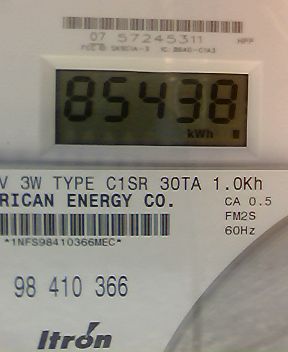 07 57245311
85438
kWh
V 3W TYPE C1SR 30TA 1.0Kh
RICAN ENERGY CO.
CA 0.5
FM2S
60Hz
*1NFS98410366MEC*
98 410 366
Itrón